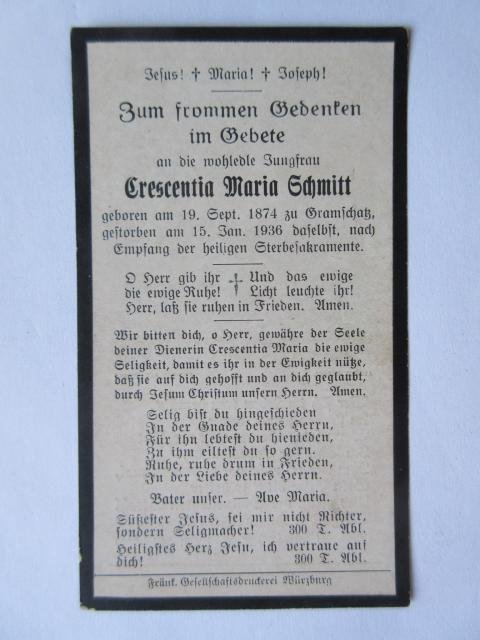 Jesus! † Maria! † Joseph!
Zum frommen Gedenken
im Gebete
an die wohledle Jungfrau
Crescentia Maria Schmitt
geboren am 19. Sept. 1874 zu Gramschatz,
gestorben am 15. Jan. 1936 daselbst, nach
Empfang der heiligen Sterbesakramente.
O Herr gib ihr † Und das ewige
die ewige Ruhe! Licht leuchte ihr!
Herr, laß sie ruhen in Frieden. Amen.
Wir bitten dich, o Herr, gewähre der Seele
deiner Dienerin Crescentia Maria die ewige
Seligkeit, damit es ihr in der Ewigkeit nütze,
daß sie auf dich gehofft und an dich geglaubt,
durch Jesum Christum unsern Herrn. Amen.
Selig bist du hingeschieden
In der Gnade deines Herrn,
Für ihn lebtest du hienieden,
Zu ihm eiltest du so gern.
Ruhe, ruhe drum in Frieden,
In der Liebe deines Herrn.
Vater unser. — Ave Maria.
Süßester Jesus, sei mir nicht Richter,
sondern Seligmacher! 300 T. Abl.
Heiligstes Herz Jesu, ich vertraue auf
dich! 300 T. Abl.
Fränk. Gesellschaftsdruckerei Würzburg